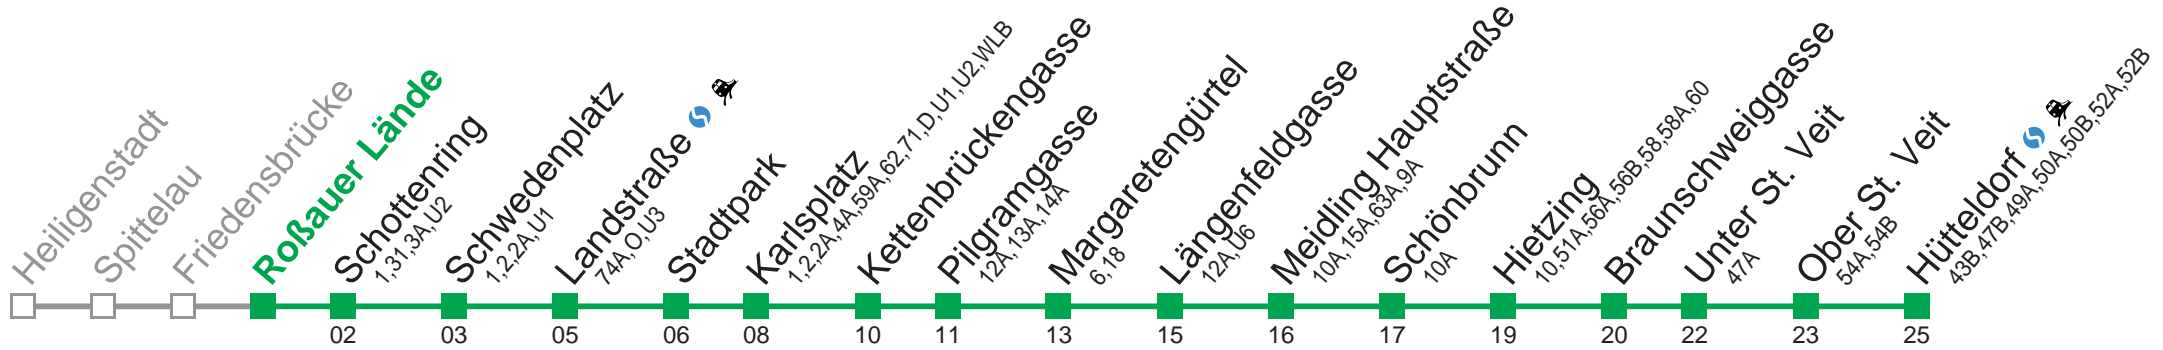 Heiligenstadt
Spittelau
Friedensbrücke
Roßauer Lände
Schottenring
1,31,3A,U2
Schwedenplatz
1,2,2A,U1
Landstraße
74A,O,U3
Stadtpark
Karlsplatz
1,2,2A,4A,59A,62,71,D,U1,U2,WLB
Kettenbrückengasse
Pilgramgasse
12A,13A,14A
Margaretengürtel
6,18
Längenfeldgasse
12A,U6
Meidling Hauptstraße
10A,15A,63A,9A
Schönbrunn
10A
Hietzing
10,51A,56A,56B,58,58A,60
Braunschweiggasse
Unter St. Veit
47A
Ober St. Veit
54A,54B
Hütteldorf
43B,47B,49A,50A,50B,52A,52B
02 03 05 06 08 10 11 13 15 16 17 19 20 22 23 25